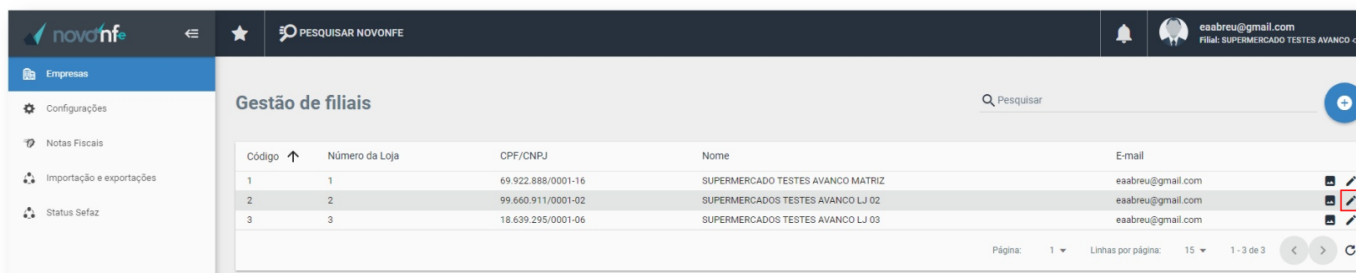 novonfe
PESQUISAR NOVONFE
eaabreu@gmail.com
Filial: SUPERMERCADO TESTES AVANCO
Empresas
Configurações
Notas Fiscais
Importação e exportações
Status Sefaz
Gestão de filiais
Pesquisar
Código Número da Loja CPF/CNPJ Nome E-mail
1 1 69.922.888/0001-16 SUPERMERCADO TESTES AVANCO MATRIZ eaabreu@gmail.com
2 2 99.660.911/0001-02 SUPERMERCADOS TESTES AVANCO LJ 02 eaabreu@gmail.com
3 3 18.639.295/0001-06 SUPERMERCADOS TESTES AVANCO LJ 03 eaabreu@gmail.com
Página: 1 Linhas por página: 15 1 - 3 de 3